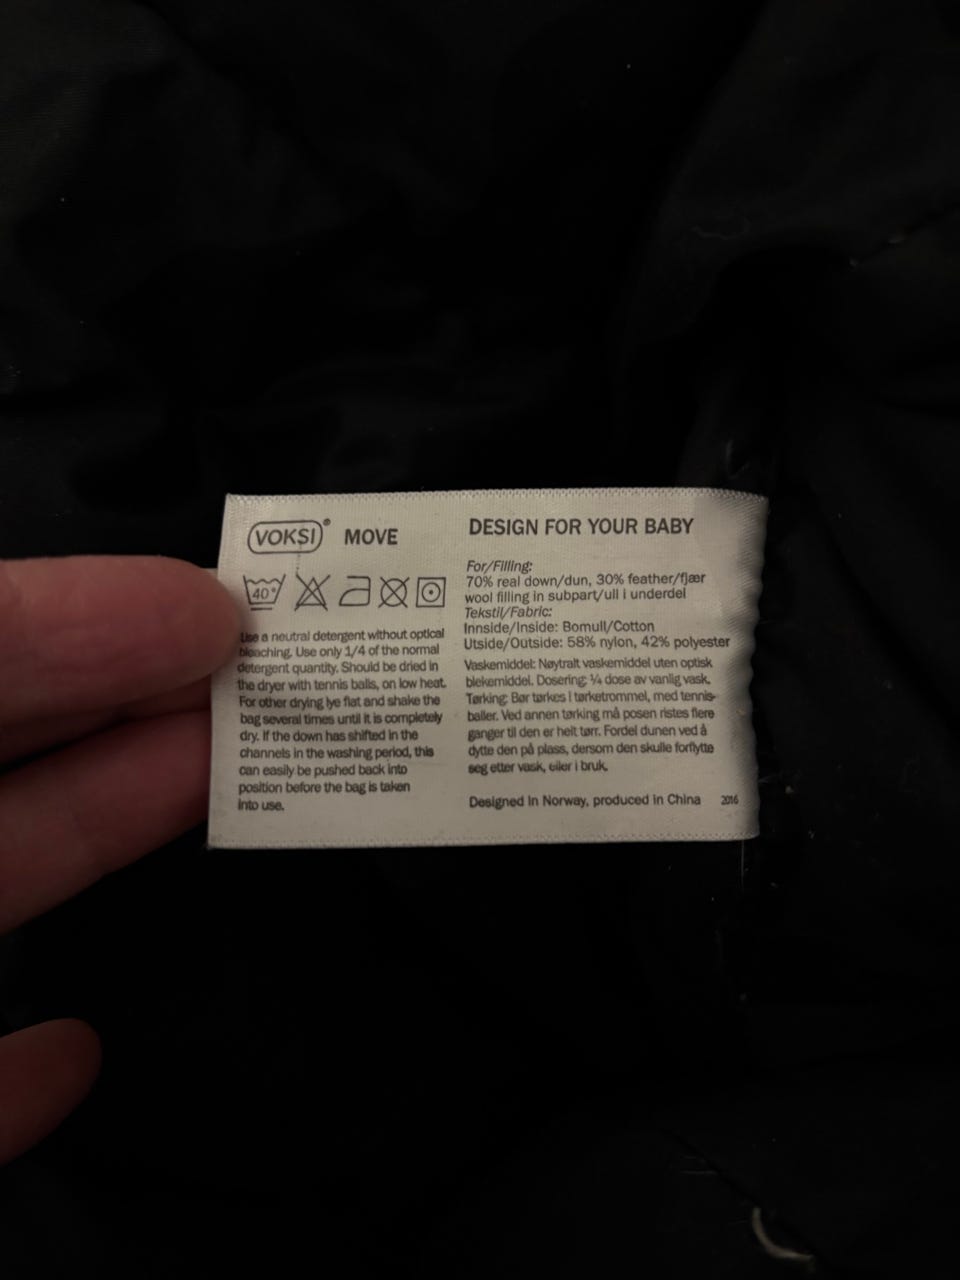 VOKSI® MOVE
40°
Use a neutral detergent without optical
bleaching. Use only 1/4 of the normal
detergent quantity. Should be dried in
the dryer with tennis balls, on low heat.
For other drying lye flat and shake the
bag several times until it is completely
dry. If the down has shifted in the
channels in the washing period, this
can easily be pushed back into
position before the bag is taken
into use.
DESIGN FOR YOUR BABY
For/Filling:
70% real down/dun, 30% feather/fjær
wool filling in subpart/ull i underdel
Tekstil/Fabric:
Innside/Inside: Bomull/Cotton
Utside/Outside: 58% nylon, 42% polyester
Vaskemiddel: Nøytralt vaskemiddel uten optisk
blekemiddel. Dosering: ¼ dose av vanlig vask.
Tørking: Bør tørkes i tørketrommel, med tennis-
baller. Ved annen tørking må posen ristes flere
ganger til den er helt tørr. Fordel dunen ved å
dytte den på plass, dersom den skulle forflytte
seg etter vask, eller i bruk.
Designed in Norway, produced in China 2016